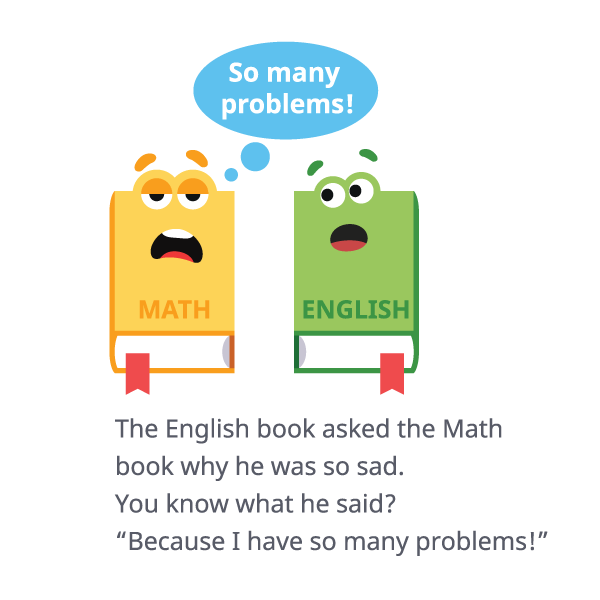 So many
problems!
MATH
ENGLISH
The English book asked the Math
book why he was so sad.
You know what he said?
“Because I have so many problems!”